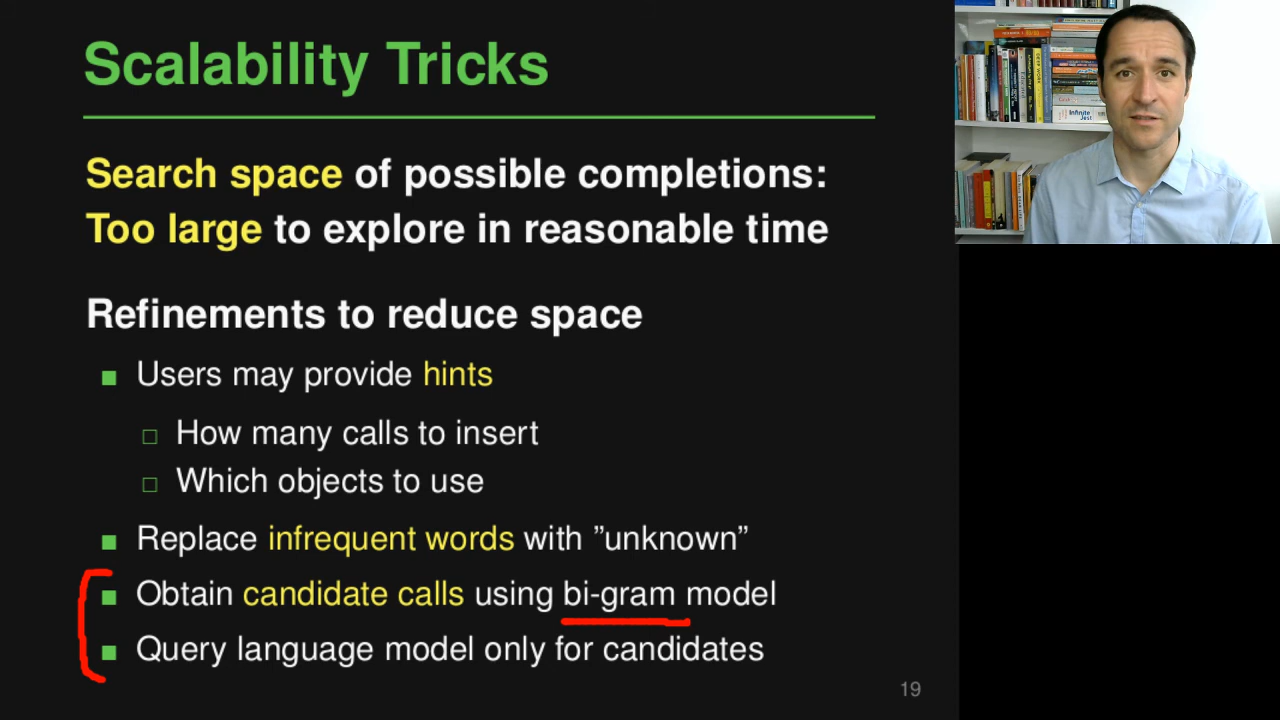 Scalability Tricks
Search space of possible completions:
Too large to explore in reasonable time
Refinements to reduce space
Users may provide hints
How many calls to insert
Which objects to use
Replace infrequent words with ”unknown”
Obtain candidate calls using bi-gram model
Query language model only for candidates
19
Infinite
Jest